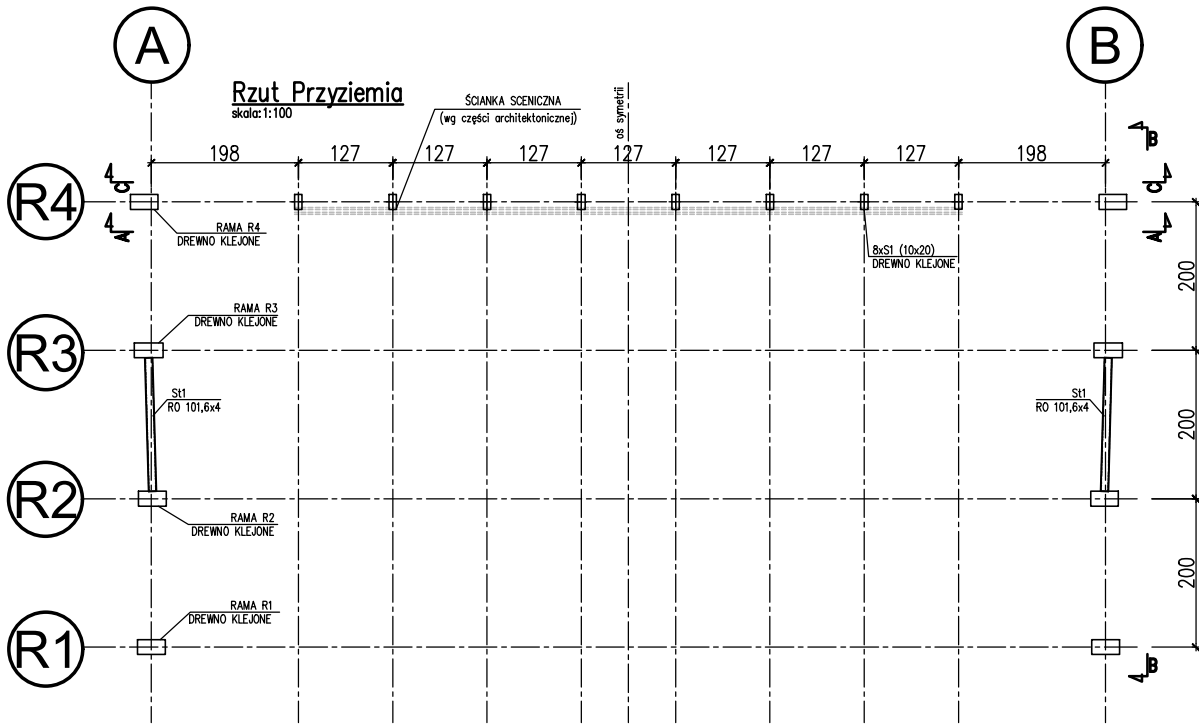 A
B
Rzut Przyziemia
skala:1:100
ŚCIANKA SCENICZNA
(wg części architektonicznej)
oś symetrii
B
198
127
127
127
127
127
127
127
198
C
C
R4
A
A
RAMA R4
DREWNO KLEJONE
8xS1 (10x20)
DREWNO KLEJONE
200
RAMA R3
DREWNO KLEJONE
R3
St1
RO 101,6x4
St1
RO 101,6x4
200
R2
RAMA R2
DREWNO KLEJONE
200
RAMA R1
DREWNO KLEJONE
R1
B